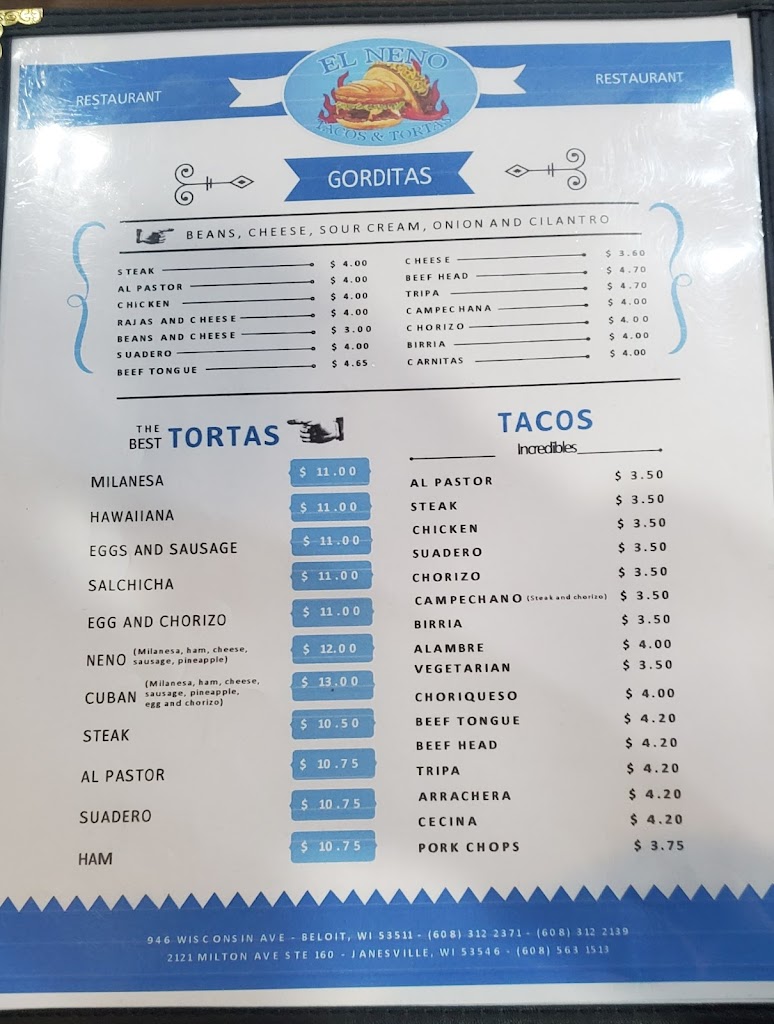 RESTAURANT
EL NENO
TACOS & TORTAS
RESTAURANT
GORDITAS
BEANS, CHEESE, SOUR CREAM, ONION AND CILANTRO
STEAK $ 4.00
AL PASTOR $ 4.00
CHICKEN $ 4.00
RAJAS AND CHEESE $ 4.00
BEANS AND CHEESE $ 3.00
SUADERO $ 4.00
BEEF TONGUE $ 4.65
CHEESE $ 3.60
BEEF HEAD $ 4.70
TRIPA $ 4.70
CAMPECHANA $ 4.00
CHORIZO $ 4.00
BIRRIA $ 4.00
CARNITAS $ 4.00
THE BEST TORTAS
MILANESA $ 11.00
HAWAIIANA $ 11.00
EGGS AND SAUSAGE $ 11.00
SALCHICHA $ 11.00
EGG AND CHORIZO $ 11.00
NENO (Milanesa, ham, cheese, sausage, pineapple) $ 12.00
CUBAN (Milanesa, ham, cheese, sausage, pineapple, egg and chorizo) $ 13.00
STEAK $ 10.50
AL PASTOR $ 10.75
SUADERO $ 10.75
HAM $ 10.75
TACOS
Incredibles
AL PASTOR $ 3.50
STEAK $ 3.50
CHICKEN $ 3.50
SUADERO $ 3.50
CHORIZO $ 3.50
CAMPECHANO (Steak and chorizo) $ 3.50
BIRRIA $ 3.50
ALAMBRE $ 4.00
VEGETARIAN $ 3.50
CHORIQUESO $ 4.00
BEEF TONGUE $ 4.20
BEEF HEAD $ 4.20
TRIPA $ 4.20
ARRACHERA $ 4.20
CECINA $ 4.20
PORK CHOPS $ 3.75
946 WISCONSIN AVE - BELOIT, WI 53511 - (608) 312 2371 - (608) 312 2139
2121 MILTON AVE STE 160 - JANESVILLE, WI 53546 - (608) 563 1513